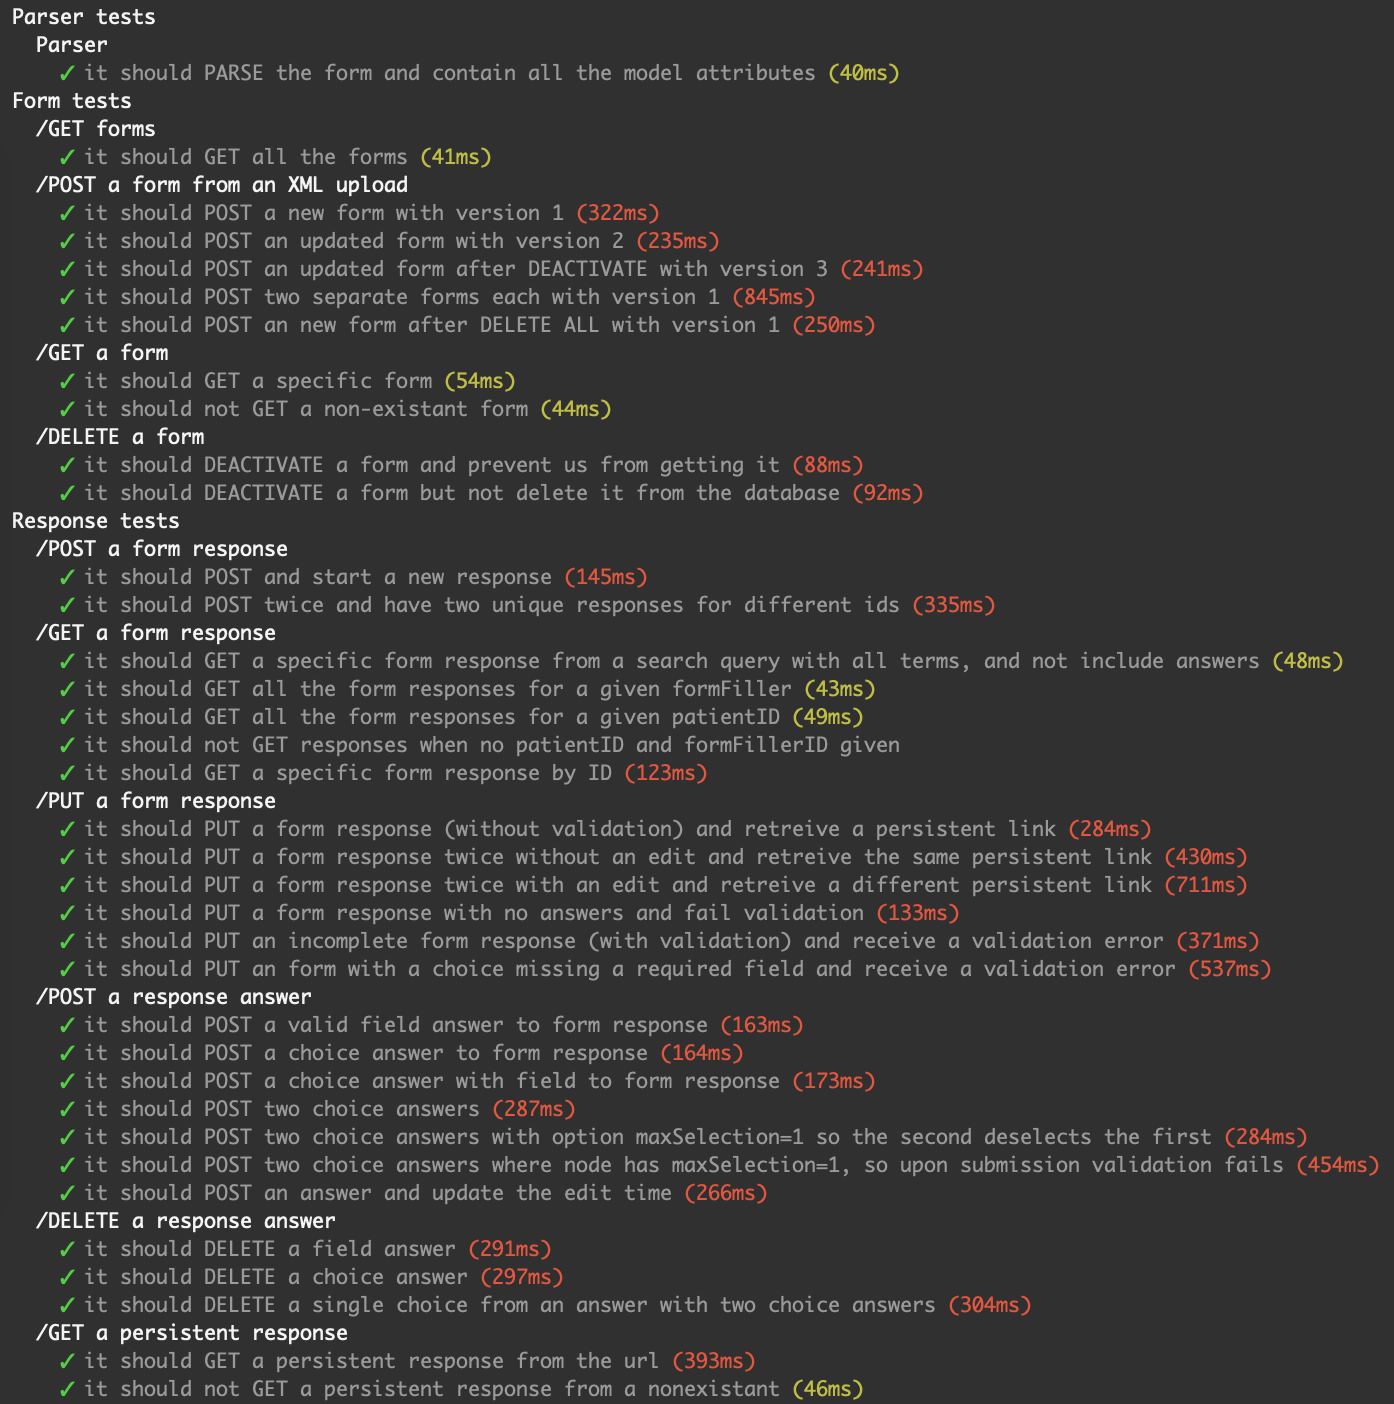 Parser tests
Parser
✓ it should PARSE the form and contain all the model attributes (40ms)
Form tests
/GET forms
✓ it should GET all the forms (41ms)
/POST a form from an XML upload
✓ it should POST a new form with version 1 (322ms)
✓ it should POST an updated form with version 2 (235ms)
✓ it should POST an updated form after DEACTIVATE with version 3 (241ms)
✓ it should POST two separate forms each with version 1 (845ms)
✓ it should POST an new form after DELETE ALL with version 1 (250ms)
/GET a form
✓ it should GET a specific form (54ms)
✓ it should not GET a non-existant form (44ms)
/DELETE a form
✓ it should DEACTIVATE a form and prevent us from getting it (88ms)
✓ it should DEACTIVATE a form but not delete it from the database (92ms)
Response tests
/POST a form response
✓ it should POST and start a new response (145ms)
✓ it should POST twice and have two unique responses for different ids (335ms)
/GET a form response
✓ it should GET a specific form response from a search query with all terms, and not include answers (48ms)
✓ it should GET all the form responses for a given formFiller (43ms)
✓ it should GET all the form responses for a given patientID (49ms)
✓ it should not GET responses when no patientID and formFillerID given
✓ it should GET a specific form response by ID (123ms)
/PUT a form response
✓ it should PUT a form response (without validation) and retreive a persistent link (284ms)
✓ it should PUT a form response twice without an edit and retreive the same persistent link (430ms)
✓ it should PUT a form response twice with an edit and retreive a different persistent link (711ms)
✓ it should PUT a form response with no answers and fail validation (133ms)
✓ it should PUT an incomplete form response (with validation) and receive a validation error (371ms)
✓ it should PUT an form with a choice missing a required field and receive a validation error (537ms)
/POST a response answer
✓ it should POST a valid field answer to form response (163ms)
✓ it should POST a choice answer to form response (164ms)
✓ it should POST a choice answer with field to form response (173ms)
✓ it should POST two choice answers (287ms)
✓ it should POST two choice answers with option maxSelection=1 so the second deselects the first (284ms)
✓ it should POST two choice answers where node has maxSelection=1, so upon submission validation fails (454ms)
✓ it should POST an answer and update the edit time (266ms)
/DELETE a response answer
✓ it should DELETE a field answer (291ms)
✓ it should DELETE a choice answer (297ms)
✓ it should DELETE a single choice from an answer with two choice answers (304ms)
/GET a persistent response
✓ it should GET a persistent response from the url (393ms)
✓ it should not GET a persistent response from a nonexistant (46ms)